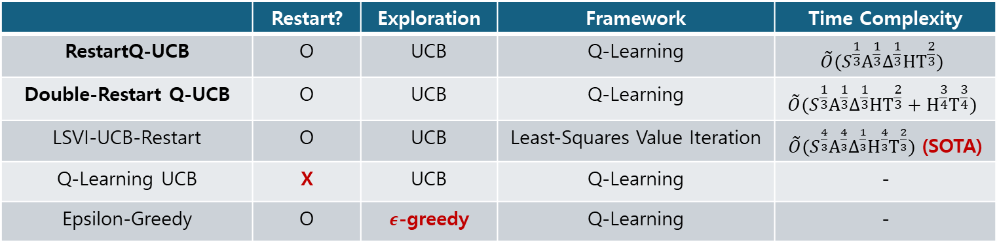 Restart? Exploration Framework Time Complexity
RestartQ-UCB O UCB Q-Learning Õ(S^{1/3}A^{1/3}Δ^{1/3}HT^{2/3})
Double-Restart Q-UCB O UCB Q-Learning Õ(S^{1/3}A^{1/3}Δ^{1/3}HT^{2/3} + H^{3/4}T^{3/4})
LSVI-UCB-Restart O UCB Least-Squares Value Iteration Õ(S^{4/3}A^{4/3}Δ^{1/3}H^{4/3}T^{2/3}) (SOTA)
Q-Learning UCB X UCB Q-Learning -
Epsilon-Greedy O ϵ-greedy Q-Learning -